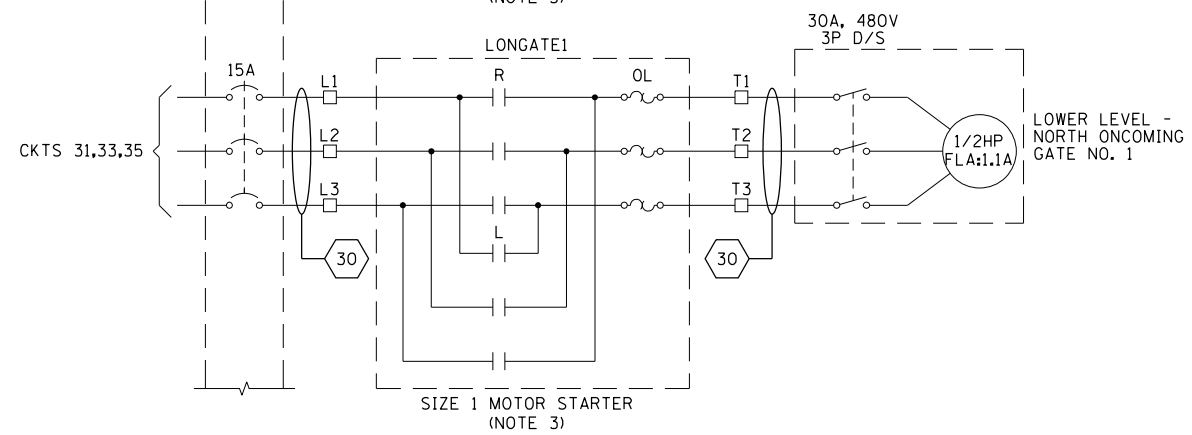 (NOTE 3)
30A, 480V
3P D/S
LONGATE1
15A
L1
R
OL
T1
L2
T2
L3
T3
CKTS 31,33,35
1/2HP
FLA:1.1A
LOWER LEVEL -
NORTH ONCOMING
GATE NO. 1
L
30
30
SIZE 1 MOTOR STARTER
(NOTE 3)